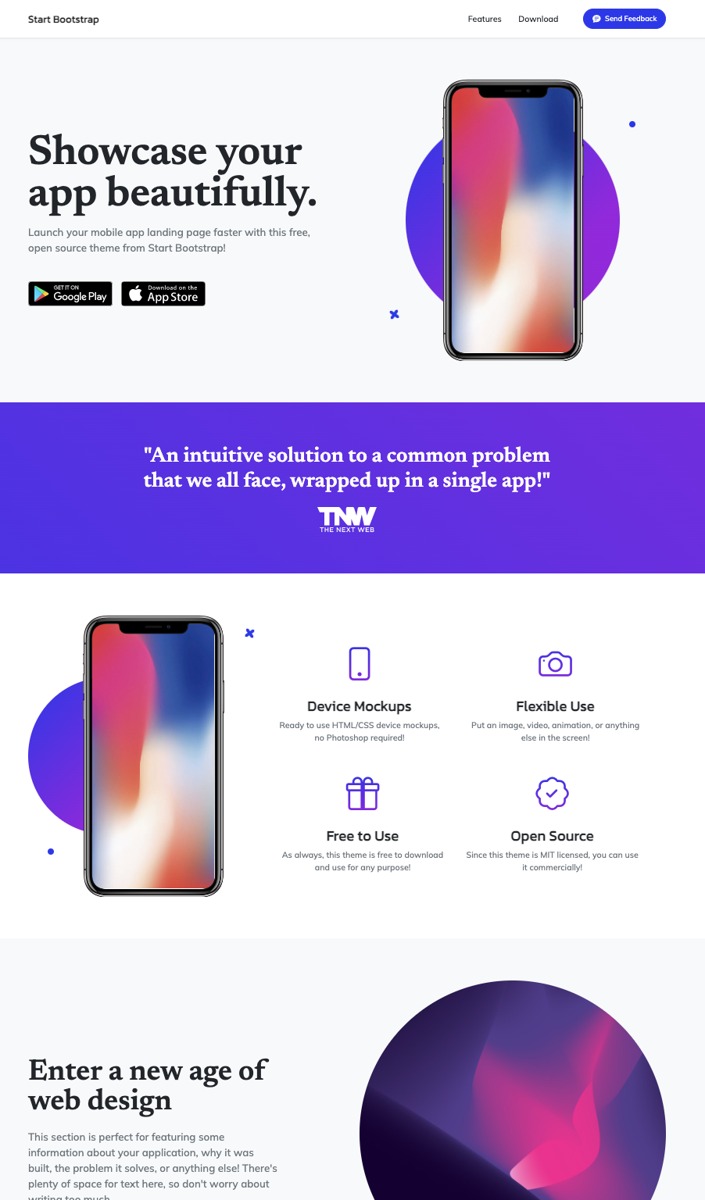 Start Bootstrap
Features
Download
Send Feedback
Showcase your
app beautifully.
Launch your mobile app landing page faster with this free,
open source theme from Start Bootstrap!
GET IT ON
Google Play
Download on the
App Store
"An intuitive solution to a common problem
that we all face, wrapped up in a single app!"
TNW
THE NEXT WEB
Device Mockups
Ready to use HTML/CSS device mockups,
no Photoshop required!
Flexible Use
Put an image, video, animation, or anything
else in the screen!
Free to Use
As always, this theme is free to download
and use for any purpose!
Open Source
Since this theme is MIT licensed, you can use
it commercially!
Enter a new age of
web design
This section is perfect for featuring some
information about your application, why it was
built, the problem it solves, or anything else! There's
plenty of space for text here, so don't worry about
writing too much.